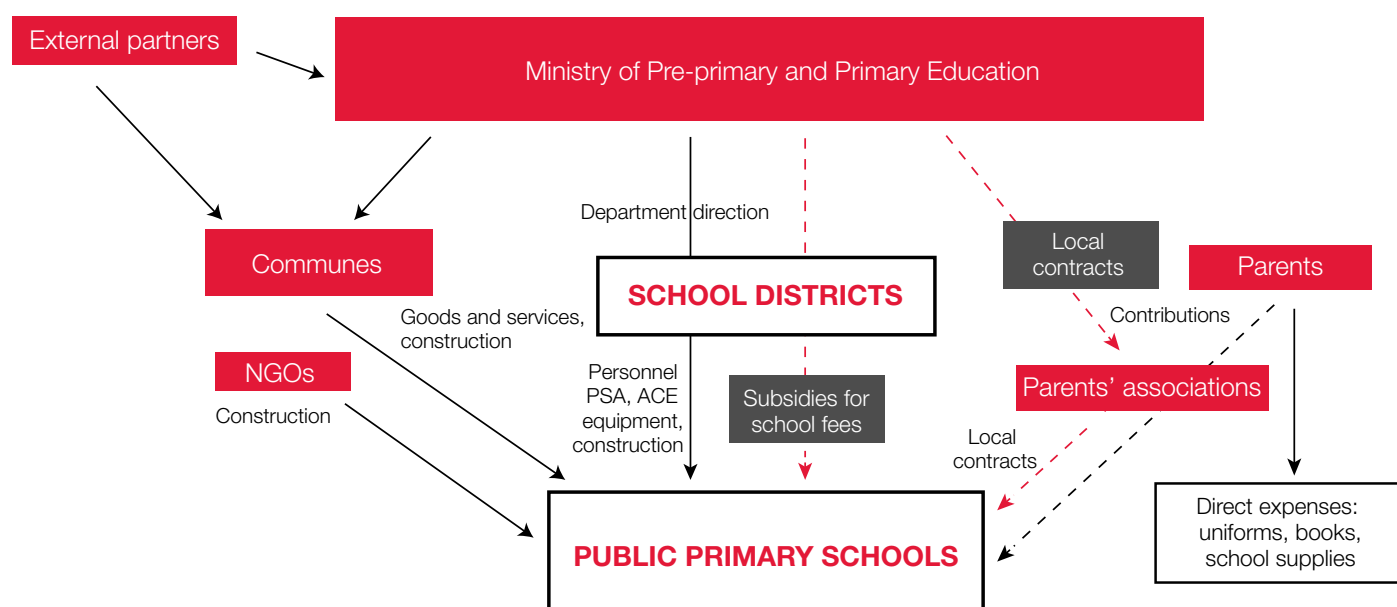 External partners
Ministry of Pre-primary and Primary Education
Department direction
Communes
Local
contracts
Parents
SCHOOL DISTRICTS
Goods and services,
construction
Contributions
NGOs
Construction
Personnel
PSA, ACE
equipment,
construction
Subsidies for
school fees
Parents’ associations
Local
contracts
Direct expenses:
uniforms, books,
school supplies
PUBLIC PRIMARY SCHOOLS